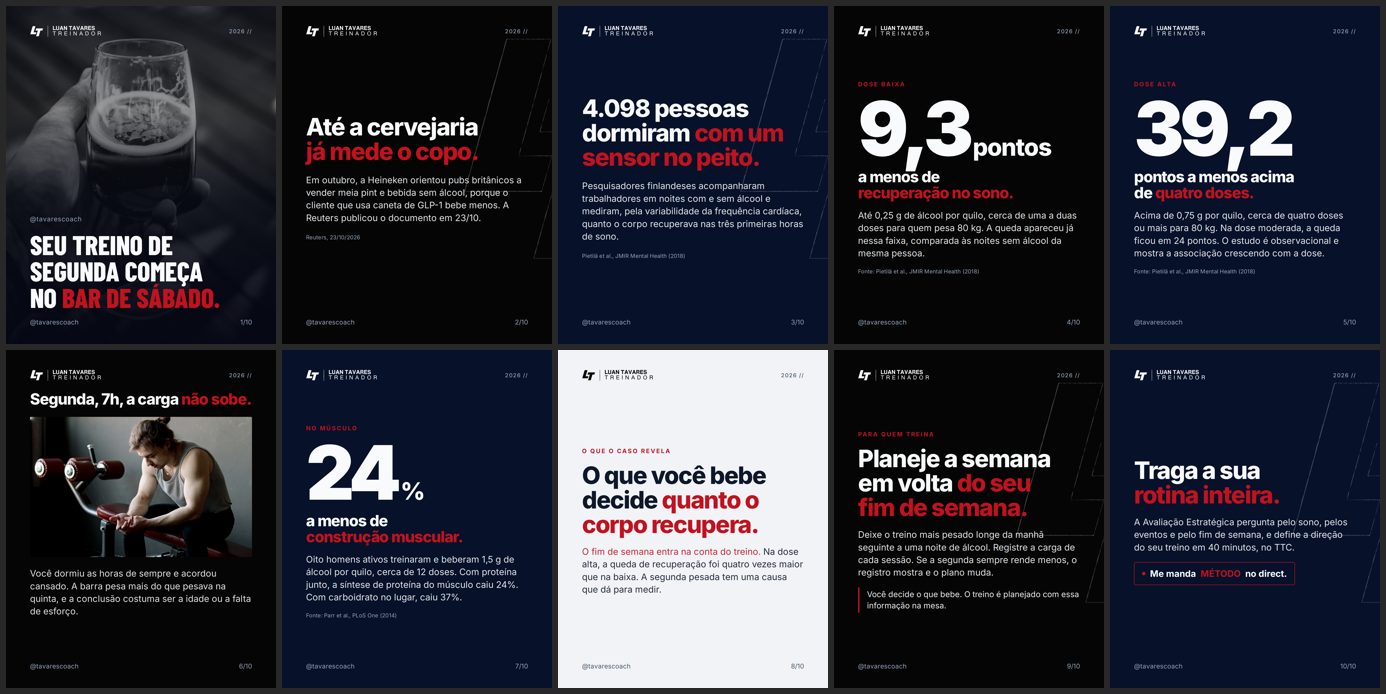 LT LUAN TAVARES
TREINADOR
2026 //
@tavarescoach
SEU TREINO DE
SEGUNDA COMEÇA
NO BAR DE SÁBADO.
@tavarescoach
1/10
LT LUAN TAVARES
TREINADOR
2026 //
Até a cervejaria
já mede o copo.
Em outubro, a Heineken orientou pubs britânicos a
vender meia pint e bebida sem álcool, porque o
cliente que usa caneta de GLP-1 bebe menos. A
Reuters publicou o documento em 23/10.
Reuters, 23/10/2026
@tavarescoach
2/10
LT LUAN TAVARES
TREINADOR
2026 //
4.098 pessoas
dormiram com um
sensor no peito.
Pesquisadores finlandeses acompanharam
trabalhadores em noites com e sem álcool e
mediram, pela variabilidade da frequência cardíaca,
quanto o corpo recuperava nas três primeiras horas
de sono.
Pietilä et al., JMIR Mental Health (2018)
@tavarescoach
3/10
LT LUAN TAVARES
TREINADOR
2026 //
DOSE BAIXA
9,3 pontos
a menos de
recuperação no sono.
Até 0,25 g de álcool por quilo, cerca de uma a duas
doses para quem pesa 80 kg. A queda apareceu já
nessa faixa, comparada às noites sem álcool da
mesma pessoa.
Fonte: Pietilä et al., JMIR Mental Health (2018)
@tavarescoach
4/10
LT LUAN TAVARES
TREINADOR
2026 //
DOSE ALTA
39,2
pontos a menos acima
de quatro doses.
Acima de 0,75 g por quilo, cerca de quatro doses
ou mais para 80 kg. Na dose moderada, a queda
ficou em 24 pontos. O estudo é observacional e
mostra a associação crescendo com a dose.
Fonte: Pietilä et al., JMIR Mental Health (2018)
@tavarescoach
5/10
LT LUAN TAVARES
TREINADOR
2026 //
Segunda, 7h, a carga não sobe.
Você dormiu as horas de sempre e acordou
cansado. A barra pesa mais do que pesava na
quinta, e a conclusão costuma ser a idade ou a falta
de esforço.
@tavarescoach
6/10
LT LUAN TAVARES
TREINADOR
2026 //
NO MÚSCULO
24%
a menos de
construção muscular.
Oito homens ativos treinaram e beberam 1,5 g de
álcool por quilo, cerca de 12 doses. Com proteína
junto, a síntese de proteína do músculo caiu 24%.
Com carboidrato no lugar, caiu 37%.
Fonte: Parr et al., PLoS One (2014)
@tavarescoach
7/10
LT LUAN TAVARES
TREINADOR
2026 //
O QUE O CASO REVELA
O que você bebe
decide quanto o
corpo recupera.
O fim de semana entra na conta do treino. Na dose
alta, a queda de recuperação foi quatro vezes maior
que na baixa. A segunda pesada tem uma causa
que dá para medir.
@tavarescoach
8/10
LT LUAN TAVARES
TREINADOR
2026 //
PARA QUEM TREINA
Planeje a semana
em volta do seu
fim de semana.
Deixe o treino mais pesado longe da manhã
seguinte a uma noite de álcool. Registre a carga de
cada sessão. Se a segunda sempre rende menos, o
registro mostra e o plano muda.
Você decide o que bebe. O treino é planejado com essa
informação na mesa.
@tavarescoach
9/10
LT LUAN TAVARES
TREINADOR
2026 //
Traga a sua
rotina inteira.
A Avaliação Estratégica pergunta pelo sono, pelos
eventos e pelo fim de semana, e define a direção
do seu treino em 40 minutos, no TTC.
• Me manda MÉTODO no direct.
@tavarescoach
10/10